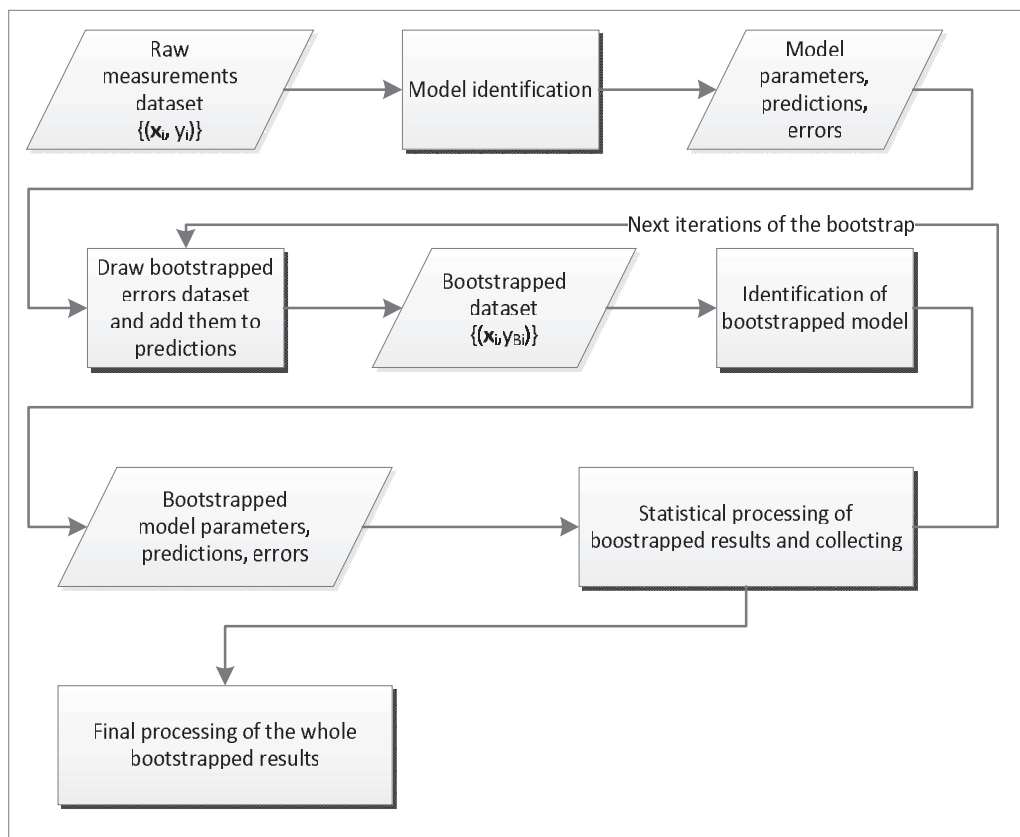 Raw
measurements
dataset
{(xᵢ, yᵢ)}
Model identification
Model
parameters,
predictions,
errors
Next iterations of the bootstrap
Draw bootstrapped
errors dataset
and add them to
predictions
Bootstrapped
dataset
{(xᵢ,y_Bi)}
Identification of
bootstrapped model
Bootstrapped
model parameters,
predictions, errors
Statistical processing of
boostrapped results and collecting
Final processing of the whole
bootstrapped results